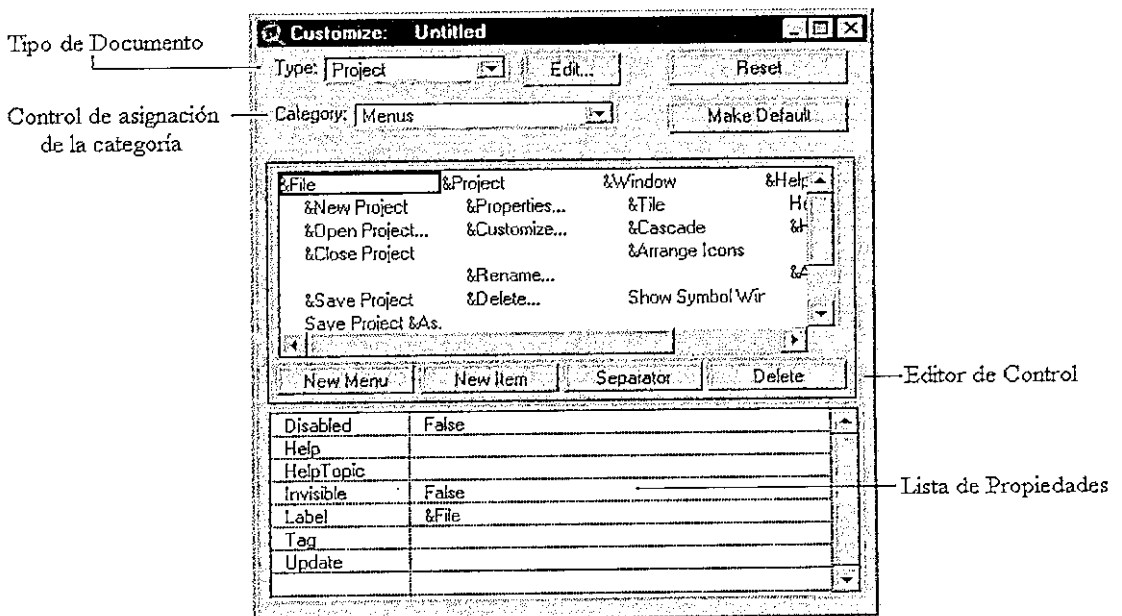 Customize: Untitled
Tipo de Documento
Type: Project Edit... Reset
Control de asignación
de la categoría
Category: Menus Make Default
&File &Project &Window &Help
&New Project &Properties... &Tile
&Open Project... &Customize... &Cascade
&Close Project &Arrange Icons
&Rename...
&Save Project &Delete... Show Symbol Wir
Save Project &As.
New Menu New Item Separator Delete
Editor de Control
Disabled False
Help
HelpTopic
Invisible False
Lista de Propiedades
Label &File
Tag
Update